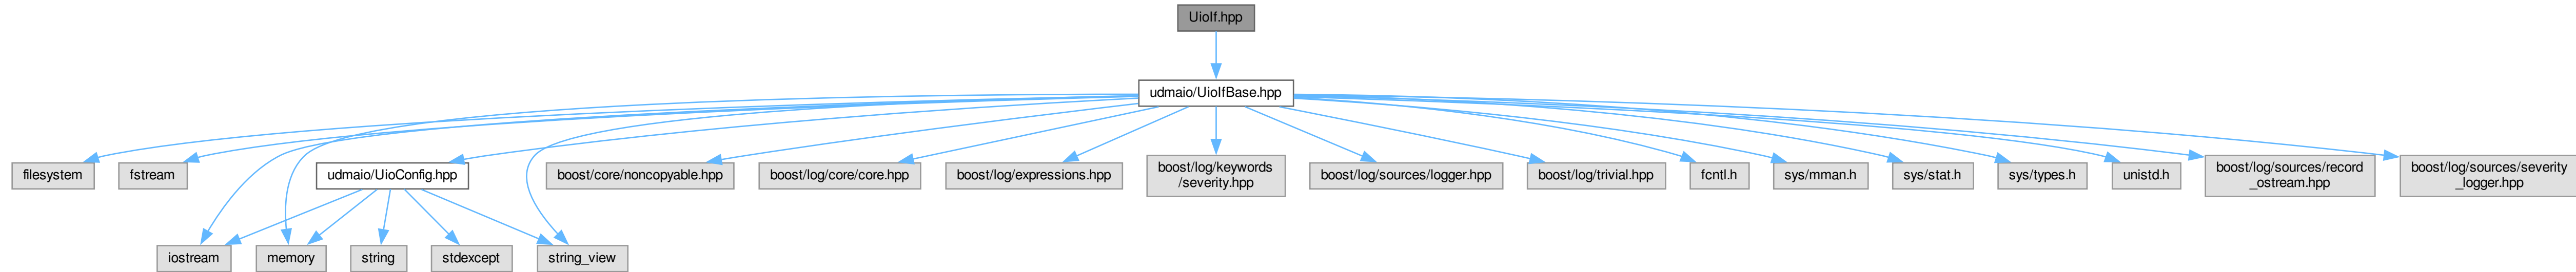 UioIf.hpp
udmaio/UioIfBase.hpp
filesystem
fstream
udmaio/UioConfig.hpp
boost/core/noncopyable.hpp
boost/log/core/core.hpp
boost/log/expressions.hpp
boost/log/keywords
/severity.hpp
boost/log/sources/logger.hpp
boost/log/trivial.hpp
fcntl.h
sys/mman.h
sys/stat.h
sys/types.h
unistd.h
boost/log/sources/record
_ostream.hpp
boost/log/sources/severity
_logger.hpp
iostream
memory
string
stdexcept
string_view